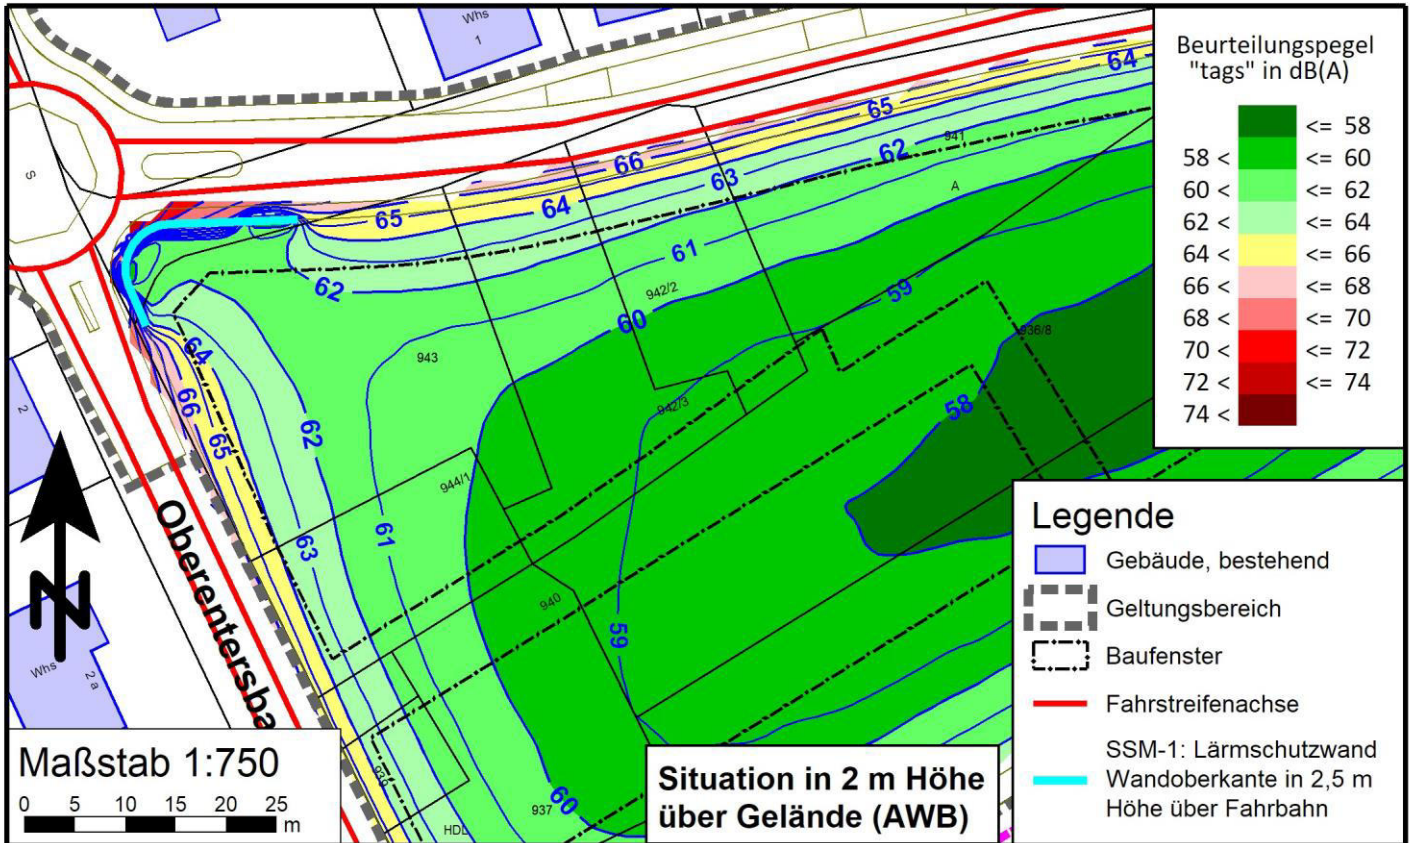 Whs
1
S
2
Whs
2 a
Oberentersba
66
65
64
65
64
63
62
941
A
62
61
942/2
60
59
943
936/8
64
66
65
62
942/3
58
944/1
63
61
940
59
60
937
HDL
Beurteilungspegel
"tags" in dB(A)
<= 58
58 < <= 60
60 < <= 62
62 < <= 64
64 < <= 66
66 < <= 68
68 < <= 70
70 < <= 72
72 < <= 74
74 <
Legende
Gebäude, bestehend
Geltungsbereich
Baufenster
Fahrstreifenachse
SSM-1: Lärmschutzwand
Wandoberkante in 2,5 m
Höhe über Fahrbahn
N
Maßstab 1:750
0 5 10 15 20 25
m
Situation in 2 m Höhe
über Gelände (AWB)